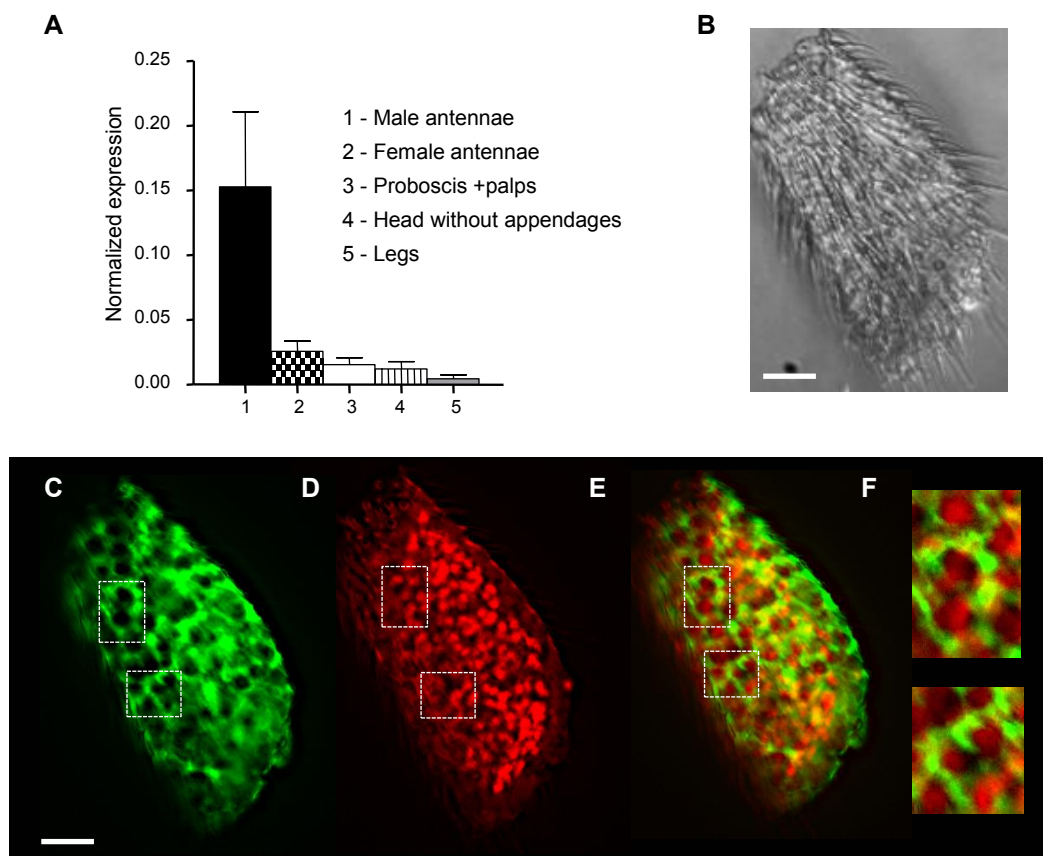 A
B
Normalized expression
0.25
0.20
0.15
0.10
0.05
0.00
1 2 3 4 5
1 - Male antennae
2 - Female antennae
3 - Proboscis +palps
4 - Head without appendages
5 - Legs
C D E F